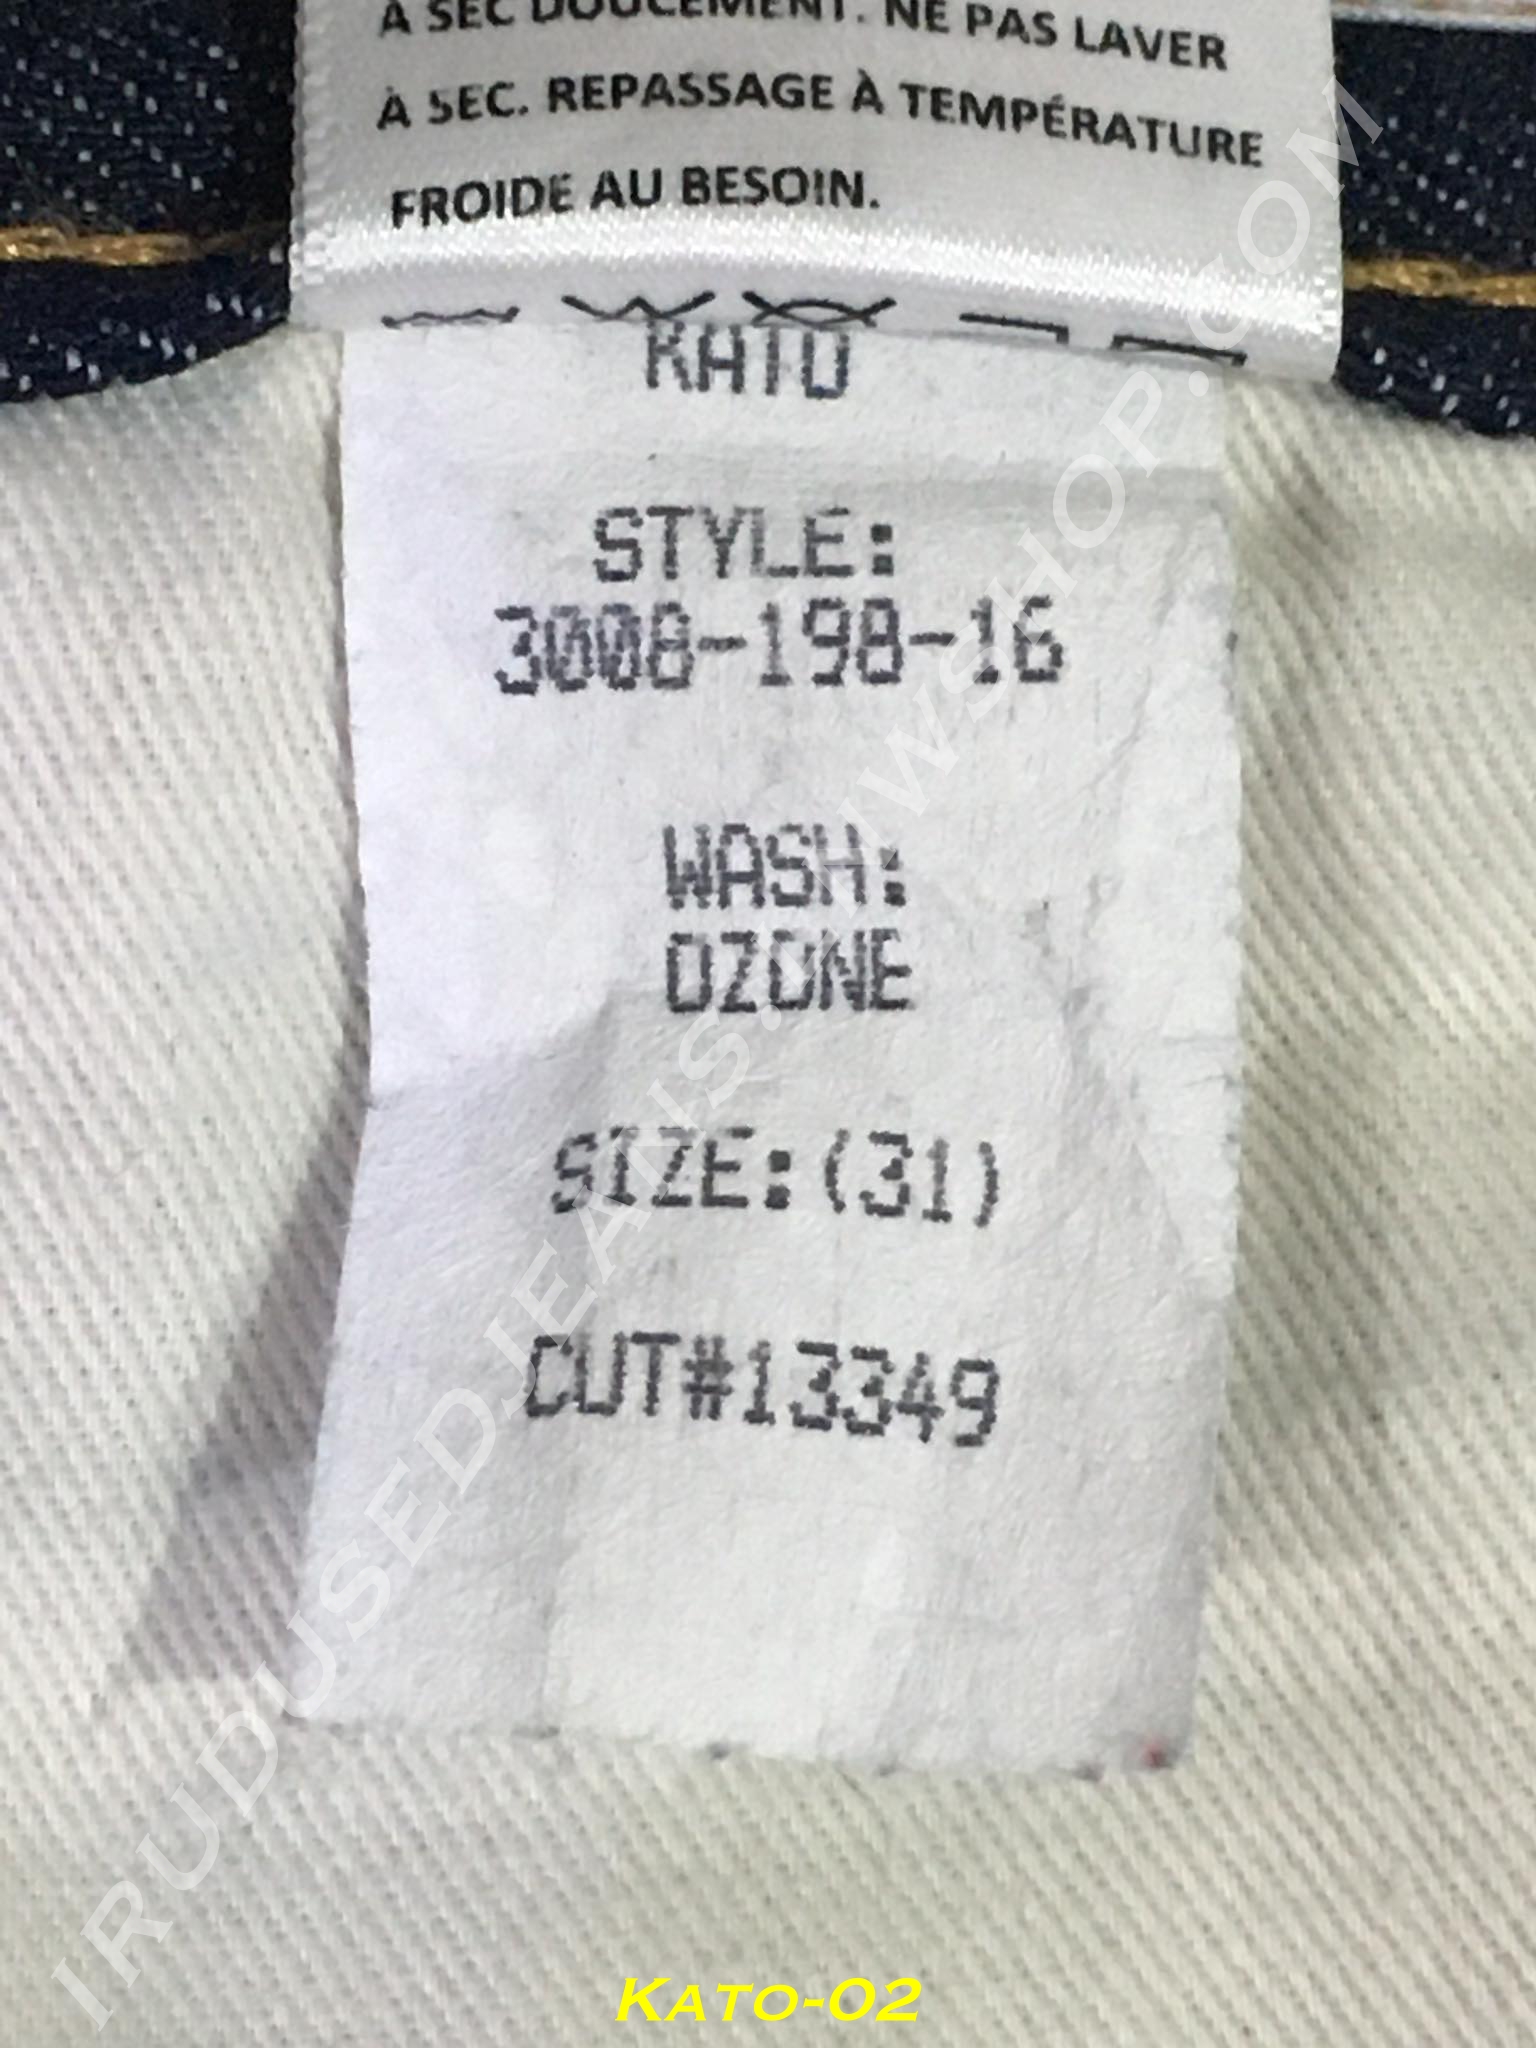 À SEC DOUCEMENT. NE PAS LAVER
À SEC. REPASSAGE À TEMPÉRATURE
FROIDE AU BESOIN.
KATO
STYLE:
3008-198-16
WASH:
OZONE
SIZE:(31)
CUT#13349
IRUDUSEDJEANS.LNWSHOP.COM
KATO-02